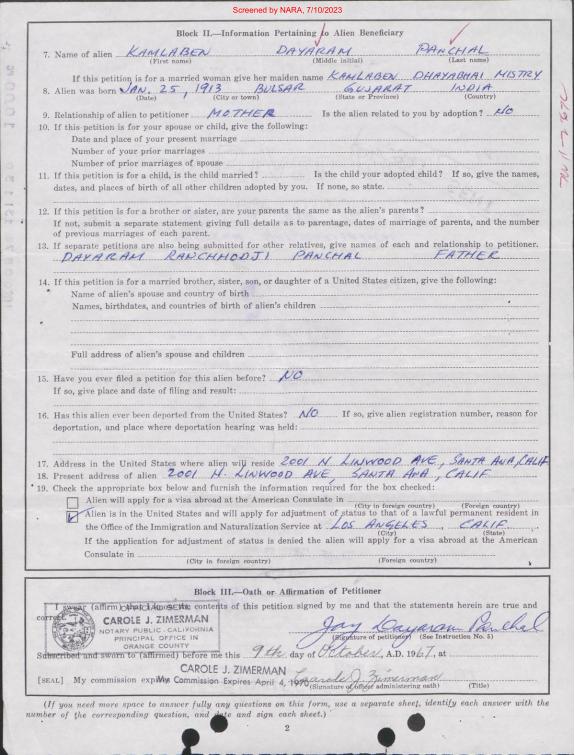 Screened by NARA, 7/10/2023
Block II.—Information Pertaining to Alien Beneficiary
7. Name of alien KAMLABEN DAYARAM PANCHAL
(First name) (Middle initial) (Last name)
If this petition is for a married woman give her maiden name KAMLABEN DHAYABHAI MISTRY
8. Alien was born JAN. 25, 1913 BULSAR GUJARAT INDIA
(Date) (City or town) (State or Province) (Country)
9. Relationship of alien to petitioner MOTHER Is the alien related to you by adoption? NO
10. If this petition is for your spouse or child, give the following:
Date and place of your present marriage
Number of your prior marriages
Number of prior marriages of spouse
11. If this petition is for a child, is the child married? Is the child your adopted child? If so, give the names,
dates, and places of birth of all other children adopted by you. If none, so state.
12. If this petition is for a brother or sister, are your parents the same as the alien's parents?
If not, submit a separate statement giving full details as to parentage, dates of marriage of parents, and the number
of previous marriages of each parent.
13. If separate petitions are also being submitted for other relatives, give names of each and relationship to petitioner.
DAYARAM RANCHHODJI PANCHAL FATHER
14. If this petition is for a married brother, sister, son, or daughter of a United States citizen, give the following:
Name of alien's spouse and country of birth
Names, birthdates, and countries of birth of alien's children
Full address of alien's spouse and children
15. Have you ever filed a petition for this alien before? NO
If so, give place and date of filing and result:
16. Has this alien ever been deported from the United States? NO If so, give alien registration number, reason for
deportation, and place where deportation hearing was held:
17. Address in the United States where alien will reside 2001 N LINWOOD AVE, SANTA ANA, CALIF
18. Present address of alien 2001 N. LINWOOD AVE, SANTA ANA, CALIF
19. Check the appropriate box below and furnish the information required for the box checked:
Alien will apply for a visa abroad at the American Consulate in
(City in foreign country) (Foreign country)
Alien is in the United States and will apply for adjustment of status to that of a lawful permanent resident in
the Office of the Immigration and Naturalization Service at LOS ANGELES, CALIF.
(City) (State)
If the application for adjustment of status is denied the alien will apply for a visa abroad at the American
Consulate in
(City in foreign country) (Foreign country)
Block III.—Oath or Affirmation of Petitioner
I swear (affirm) that I know the contents of this petition signed by me and that the statements herein are true and
correct.
OFFICIAL SEAL
CAROLE J. ZIMERMAN
NOTARY PUBLIC - CALIFORNIA
PRINCIPAL OFFICE IN
ORANGE COUNTY
Jay Dayaram Panchal
(Signature of petitioner) (See Instruction No. 5)
Subscribed and sworn to (affirmed) before me this 9th day of October, A.D. 1967, at
CAROLE J. ZIMERMAN
[SEAL] My commission expires My Commission Expires April 4, 1970 Carole J. Zimerman
(Signature of officer administering oath) (Title)
(If you need more space to answer fully any questions on this form, use a separate sheet, identify each answer with the
number of the corresponding question, and date and sign each sheet.)
2